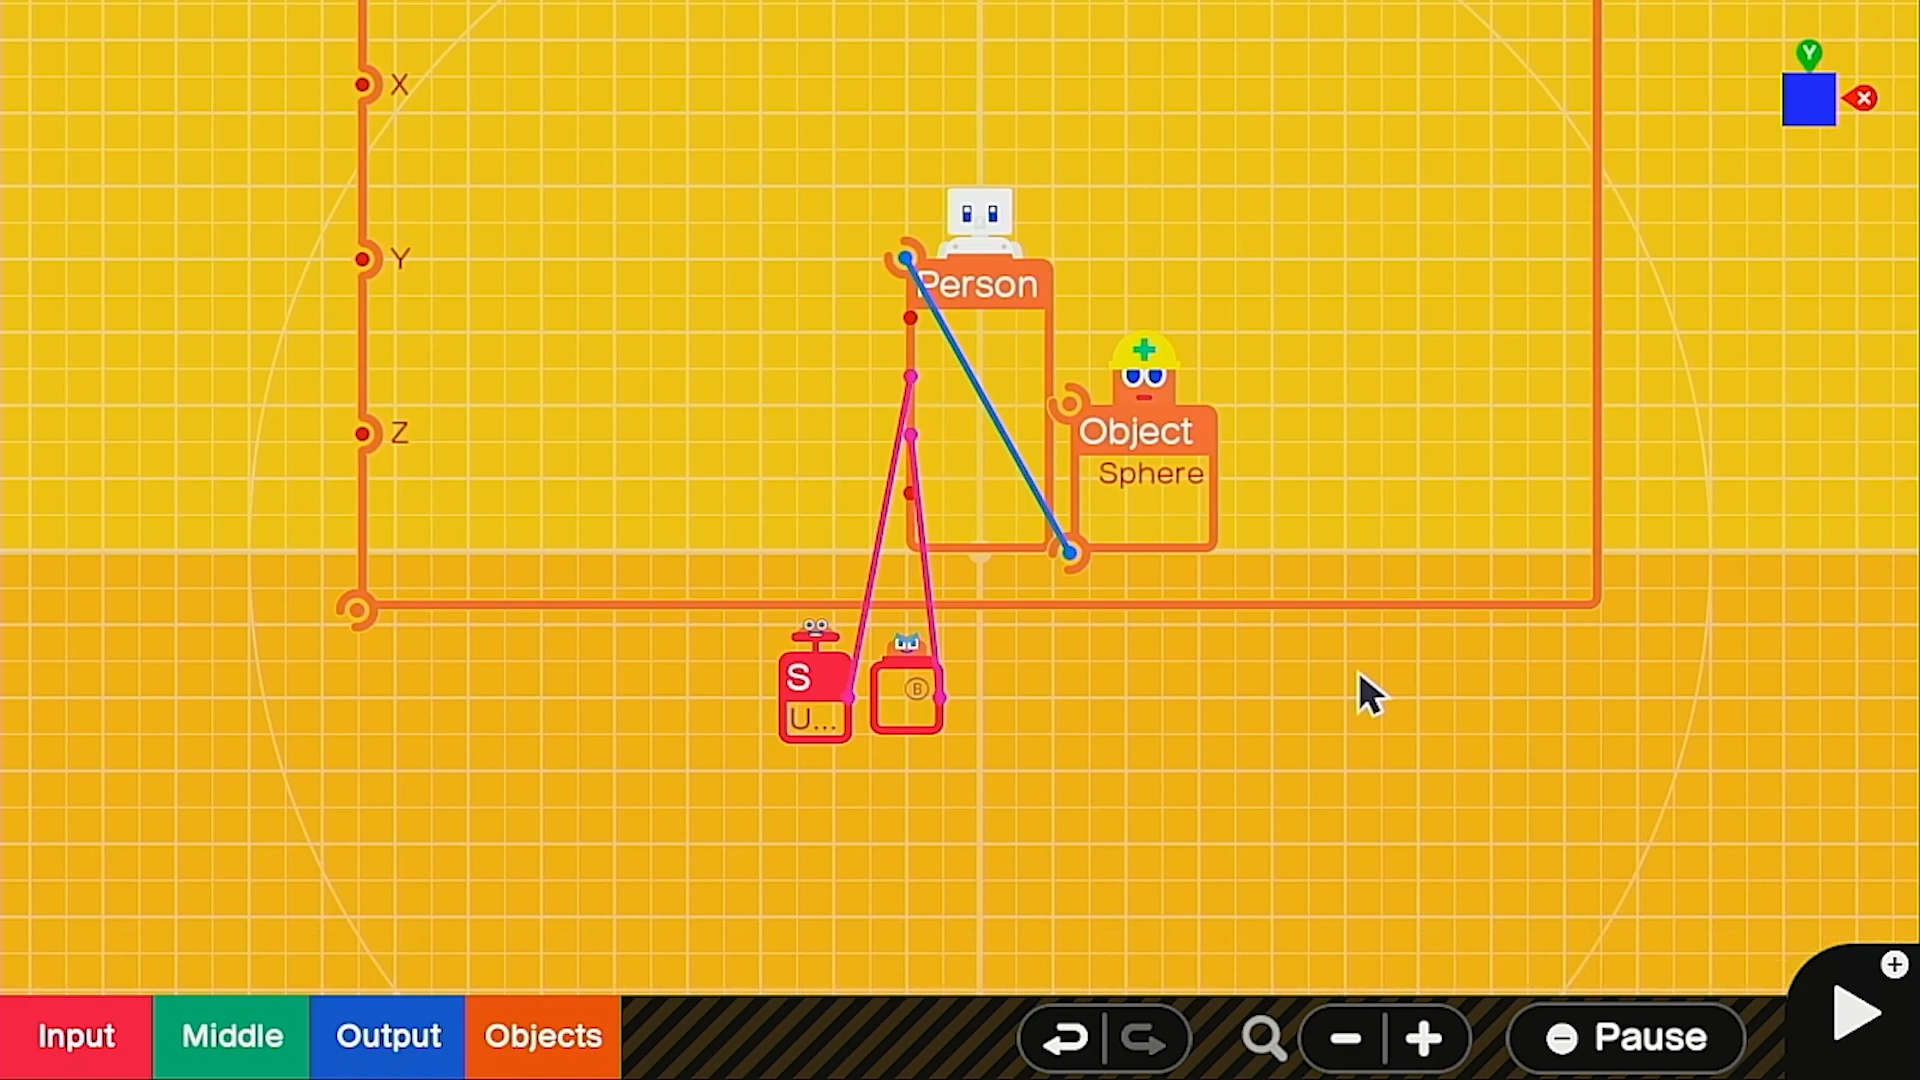 Y
X
X
Y
Person
Z
Object
Sphere
S
B
U...
Input
Middle
Output
Objects
Pause